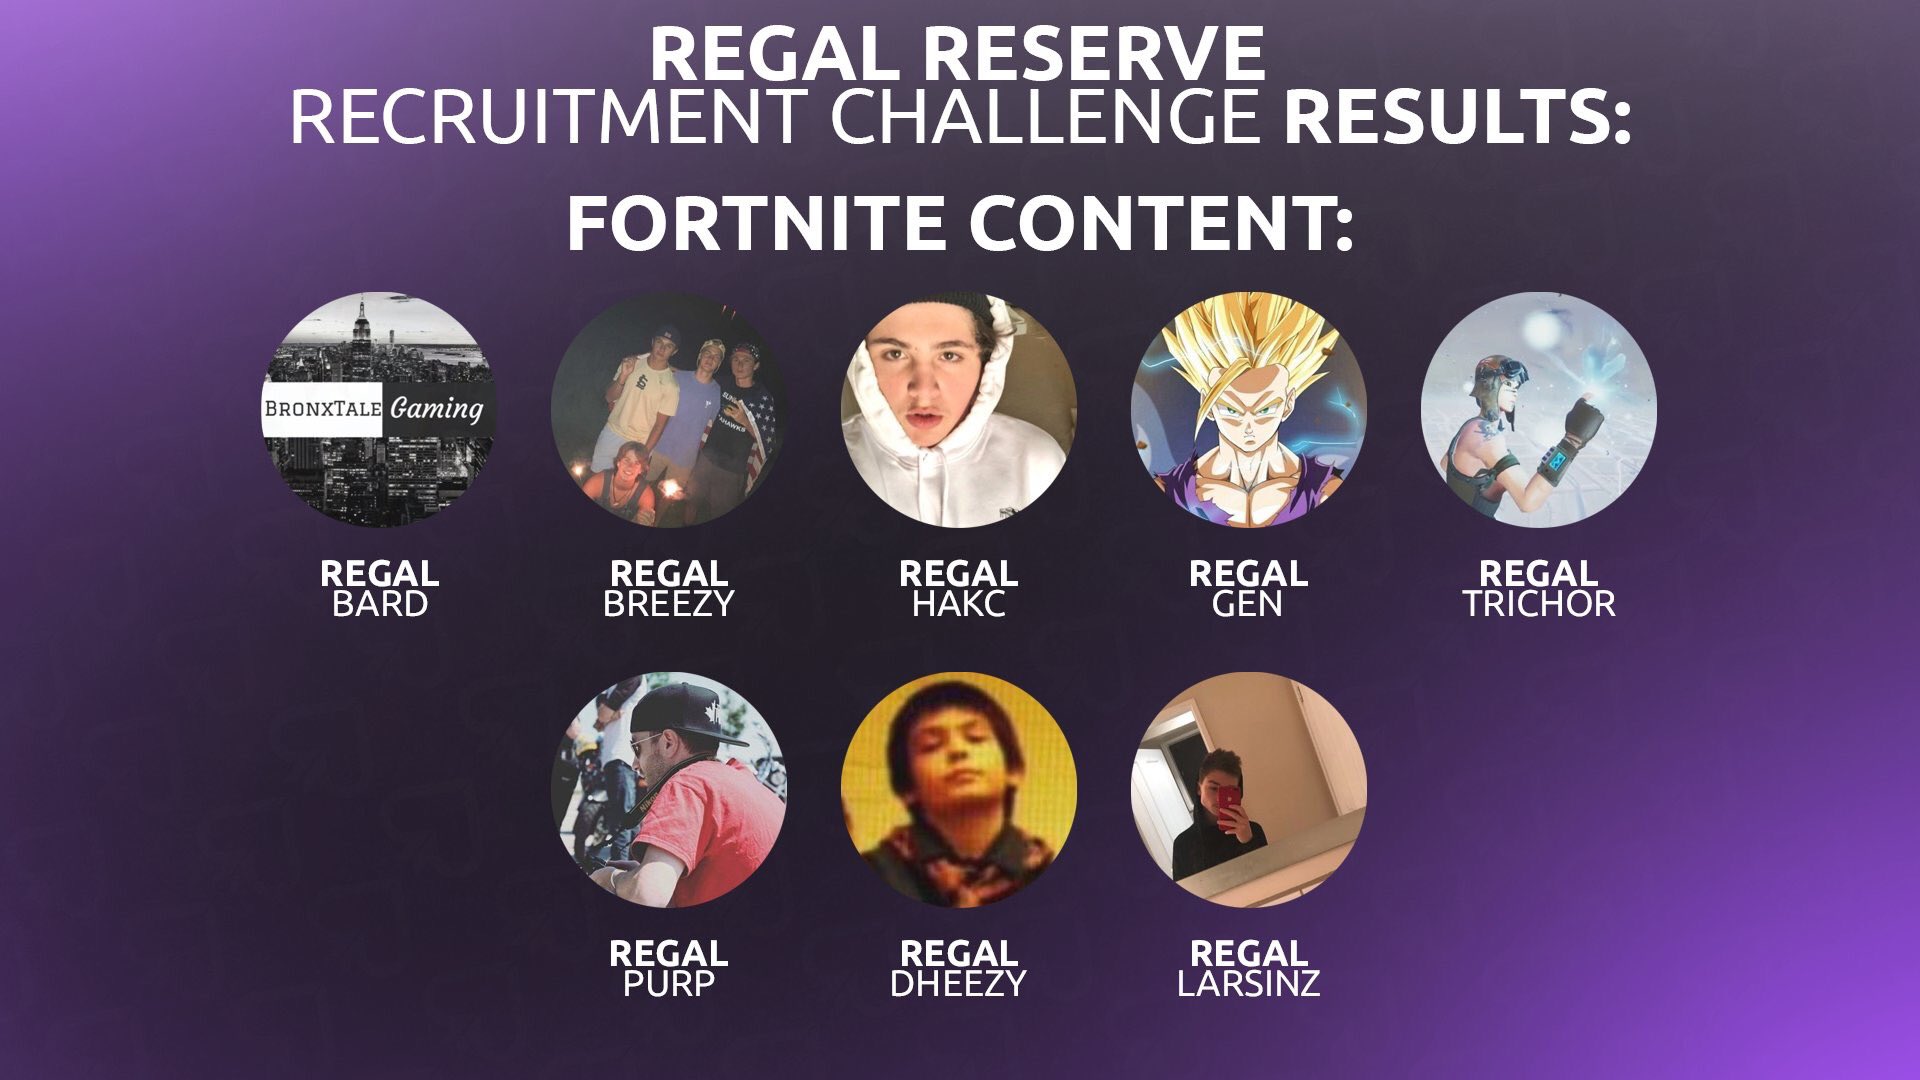 REGAL RESERVE
RECRUITMENT CHALLENGE RESULTS:
FORTNITE CONTENT:
BRONXTALE Gaming
REGAL
BARD
REGAL
BREEZY
REGAL
HAKC
REGAL
GEN
REGAL
TRICHOR
REGAL
PURP
REGAL
DHEEZY
REGAL
LARSINZ